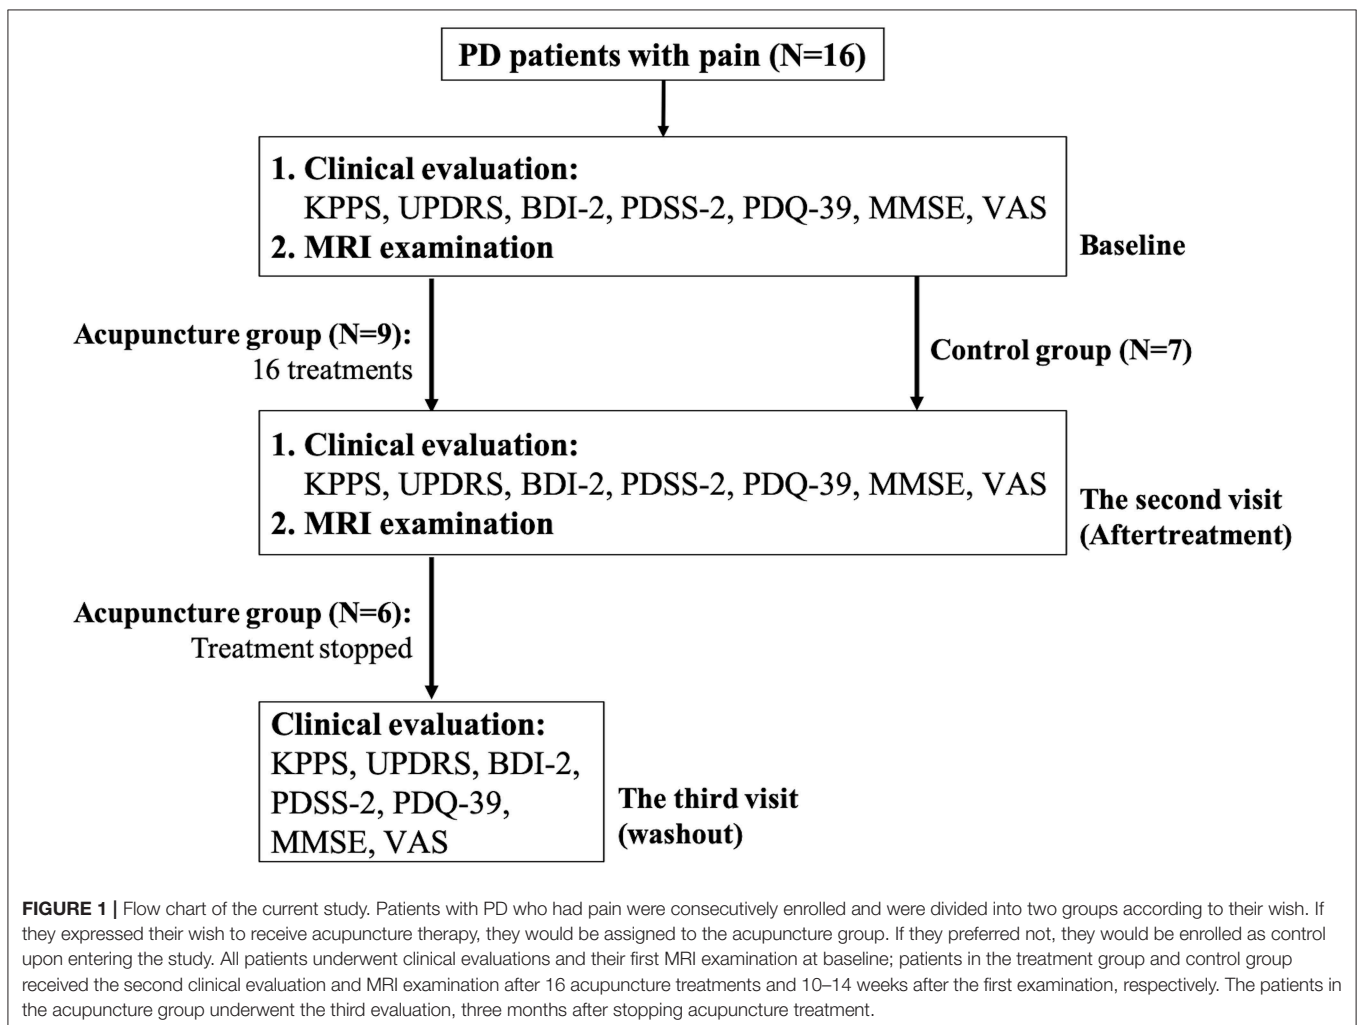 PD patients with pain (N=16)
1. Clinical evaluation:
KPPS, UPDRS, BDI-2, PDSS-2, PDQ-39, MMSE, VAS
2. MRI examination
Baseline
Acupuncture group (N=9):
16 treatments
Control group (N=7)
1. Clinical evaluation:
KPPS, UPDRS, BDI-2, PDSS-2, PDQ-39, MMSE, VAS
2. MRI examination
The second visit
(Aftertreatment)
Acupuncture group (N=6):
Treatment stopped
Clinical evaluation:
KPPS, UPDRS, BDI-2,
PDSS-2, PDQ-39,
MMSE, VAS
The third visit
(washout)
FIGURE 1 | Flow chart of the current study. Patients with PD who had pain were consecutively enrolled and were divided into two groups according to their wish. If
they expressed their wish to receive acupuncture therapy, they would be assigned to the acupuncture group. If they preferred not, they would be enrolled as control
upon entering the study. All patients underwent clinical evaluations and their first MRI examination at baseline; patients in the treatment group and control group
received the second clinical evaluation and MRI examination after 16 acupuncture treatments and 10–14 weeks after the first examination, respectively. The patients in
the acupuncture group underwent the third evaluation, three months after stopping acupuncture treatment.